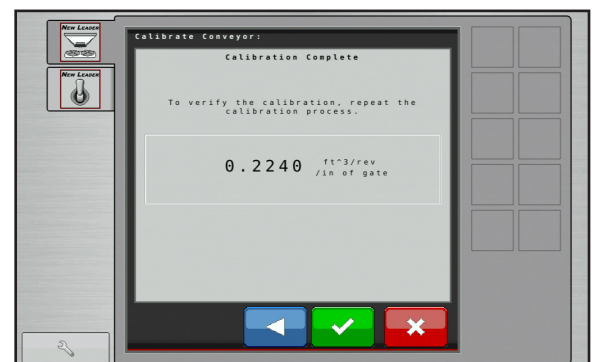 NEW LEADER
NEW LEADER
Calibrate Conveyor:
Calibration Complete
To verify the calibration, repeat the
calibration process.
0.2240 ft^3/rev
/in of gate